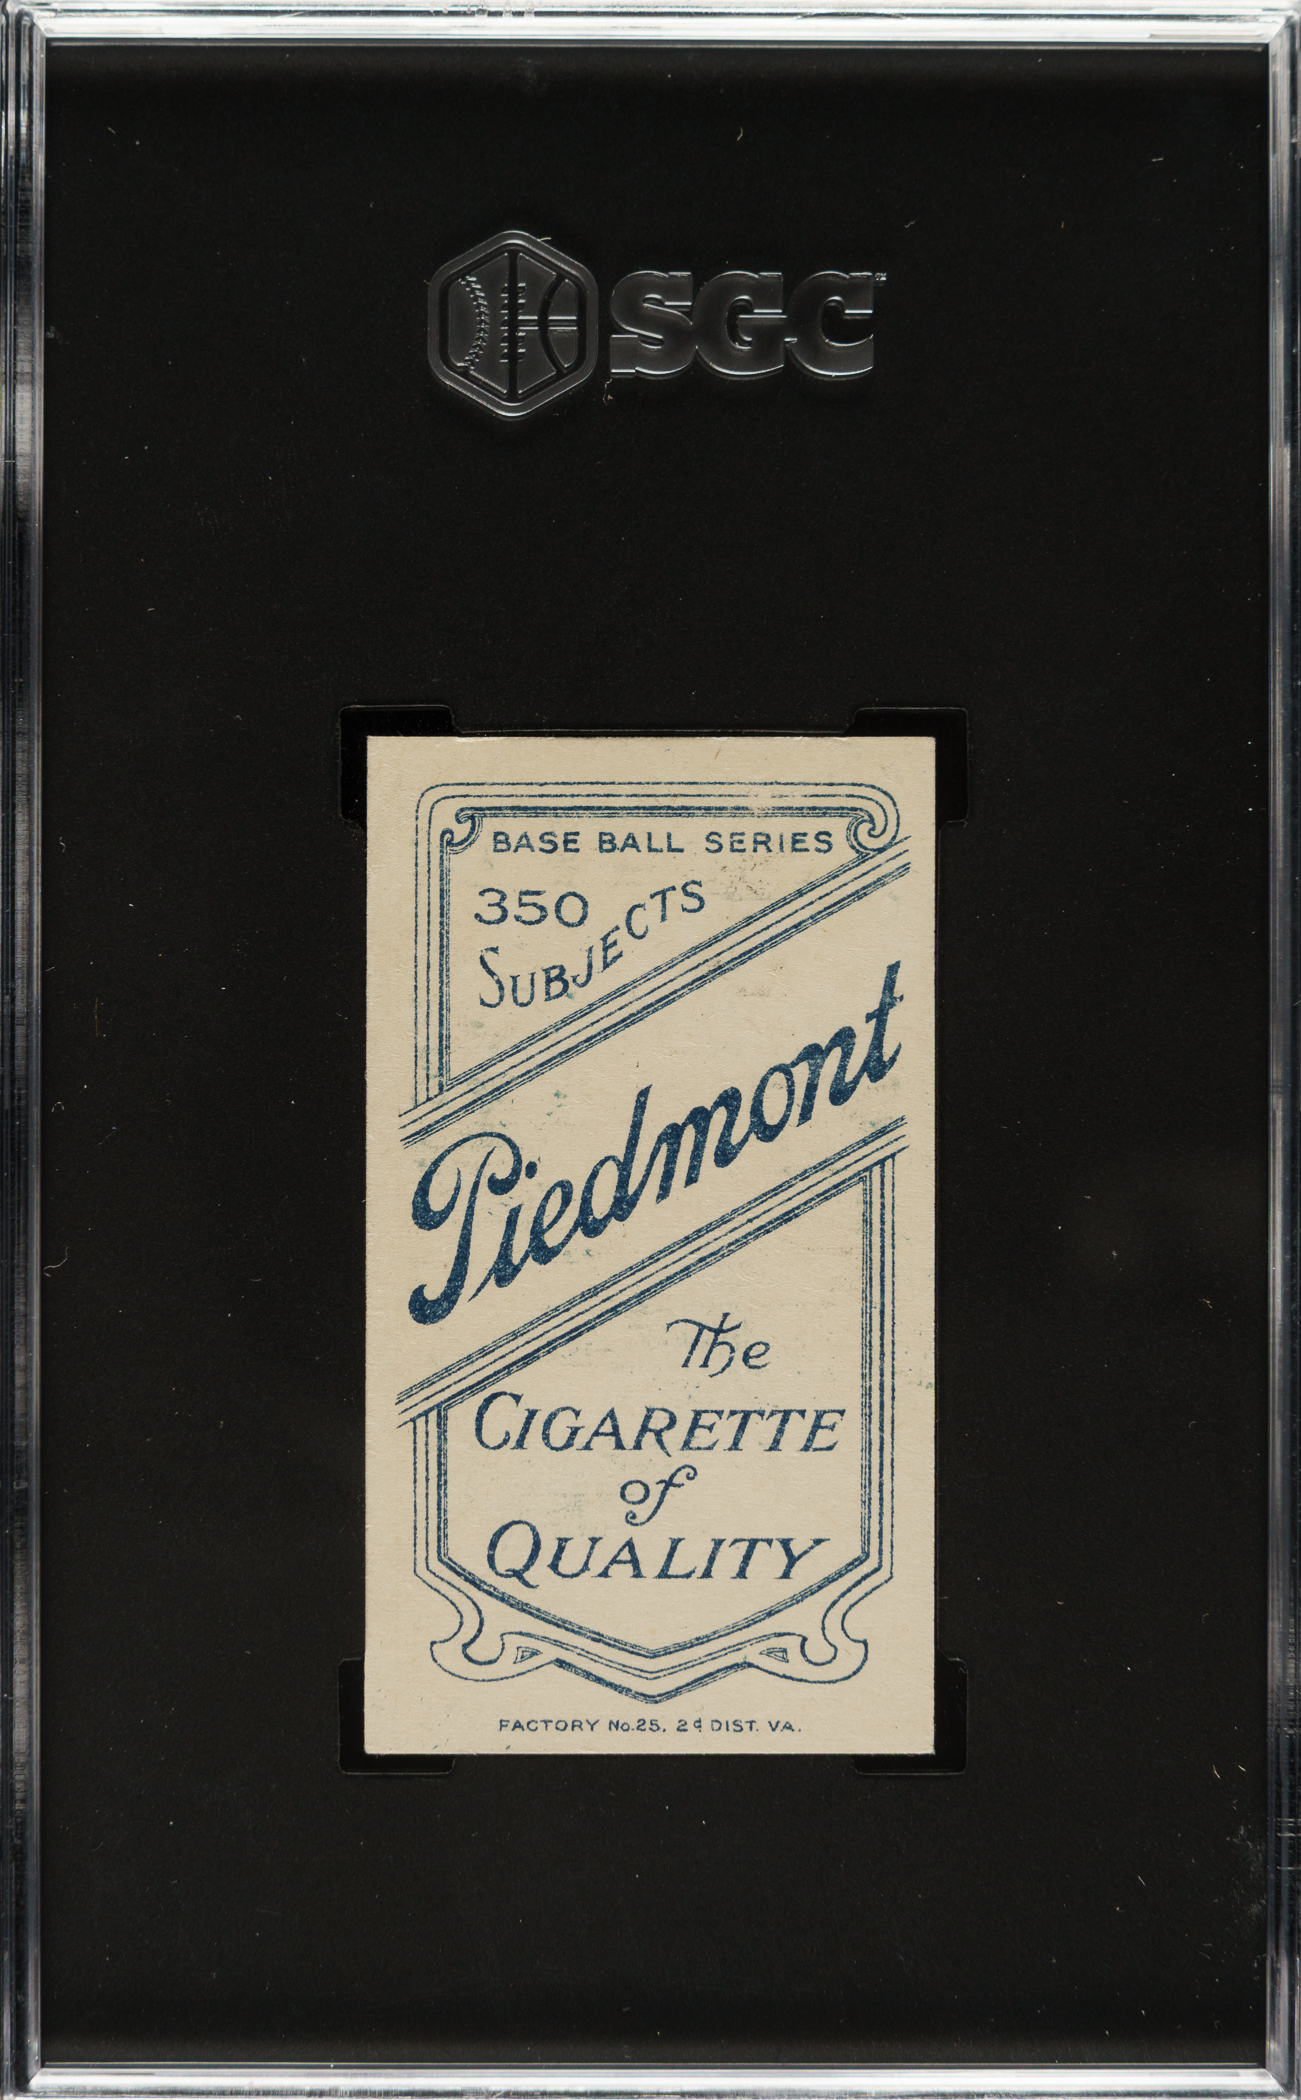 SGC
BASE BALL SERIES
350
SUBJECTS
Piedmont
The
CIGARETTE
of
QUALITY
FACTORY No.25. 2d DIST. VA.